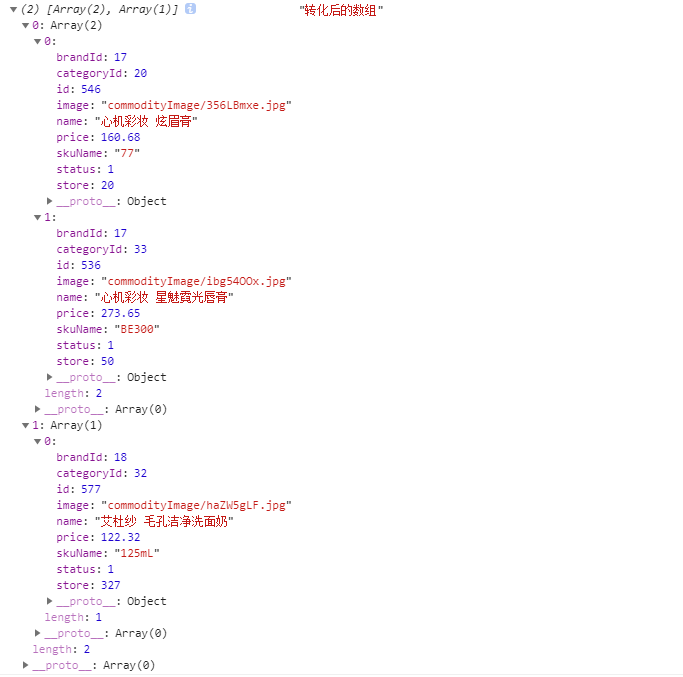 (2) [Array(2), Array(1)] "转化后的数组"
0: Array(2)
0:
brandId: 17
categoryId: 20
id: 546
image: "commodityImage/356LBmxe.jpg"
name: "心机彩妆 炫眉膏"
price: 160.68
skuName: "77"
status: 1
store: 20
__proto__: Object
1:
brandId: 17
categoryId: 33
id: 536
image: "commodityImage/ibg54OOx.jpg"
name: "心机彩妆 星魅霓光唇膏"
price: 273.65
skuName: "BE300"
status: 1
store: 50
__proto__: Object
length: 2
__proto__: Array(0)
1: Array(1)
0:
brandId: 18
categoryId: 32
id: 577
image: "commodityImage/haZW5gLF.jpg"
name: "艾杜纱 毛孔洁净洗面奶"
price: 122.32
skuName: "125mL"
status: 1
store: 327
__proto__: Object
length: 1
__proto__: Array(0)
length: 2
__proto__: Array(0)